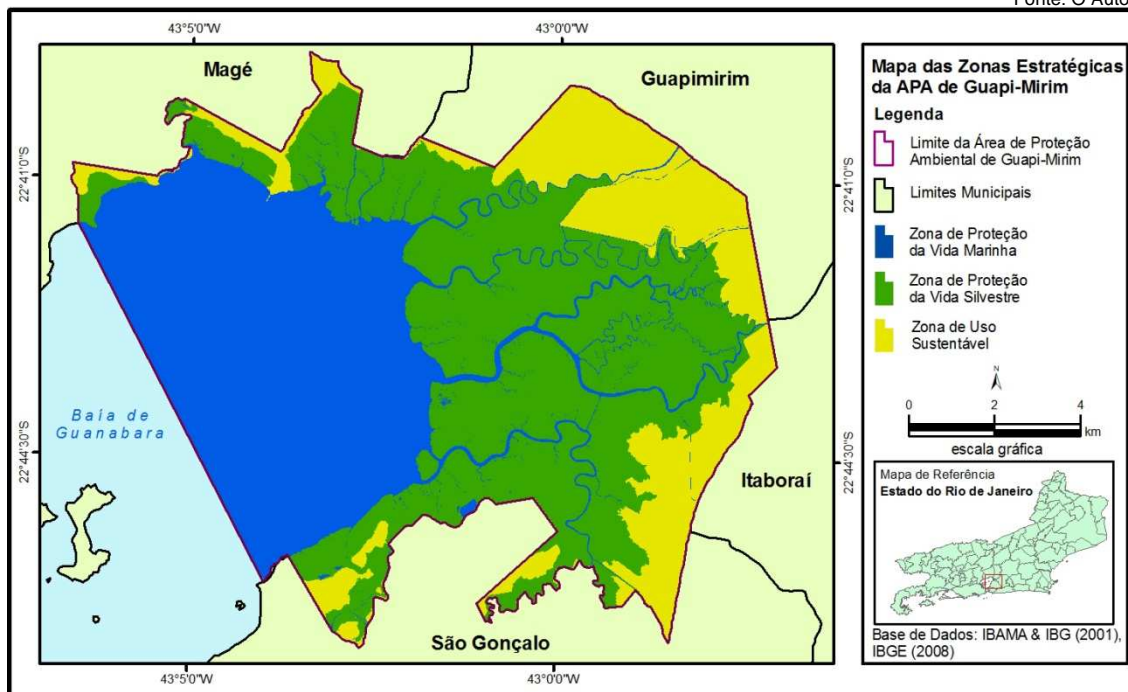 Fonte: O Auto
43°5'0"W
43°0'0"W
Magé
Guapimirim
22°41'0"S
22°41'0"S
Baía de
Guanabara
22°44'30"S
22°44'30"S
Itaboraí
São Gonçalo
43°5'0"W
43°0'0"W
Mapa das Zonas Estratégicas
da APA de Guapi-Mirim
Legenda
Limite da Área de Proteção
Ambiental de Guapi-Mirim
Limites Municipais
Zona de Proteção
da Vida Marinha
Zona de Proteção
da Vida Silvestre
Zona de Uso
Sustentável
N
0 2 4
km
escala gráfica
Mapa de Referência
Estado do Rio de Janeiro
Base de Dados: IBAMA & IBG (2001),
IBGE (2008)